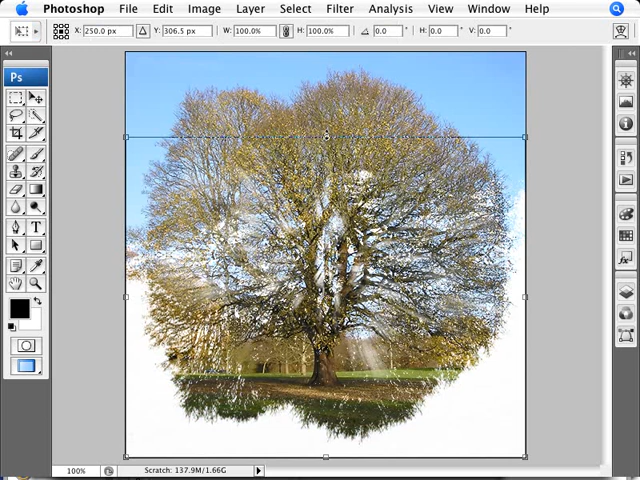 Photoshop File Edit Image Layer Select Filter Analysis View Window Help
X: 250.0 px Y: 306.5 px W: 100.0% H: 100.0% 0.0 ° H: 0.0 ° V: 0.0 °
Ps
T
100% Scratch: 137.9M/1.66G